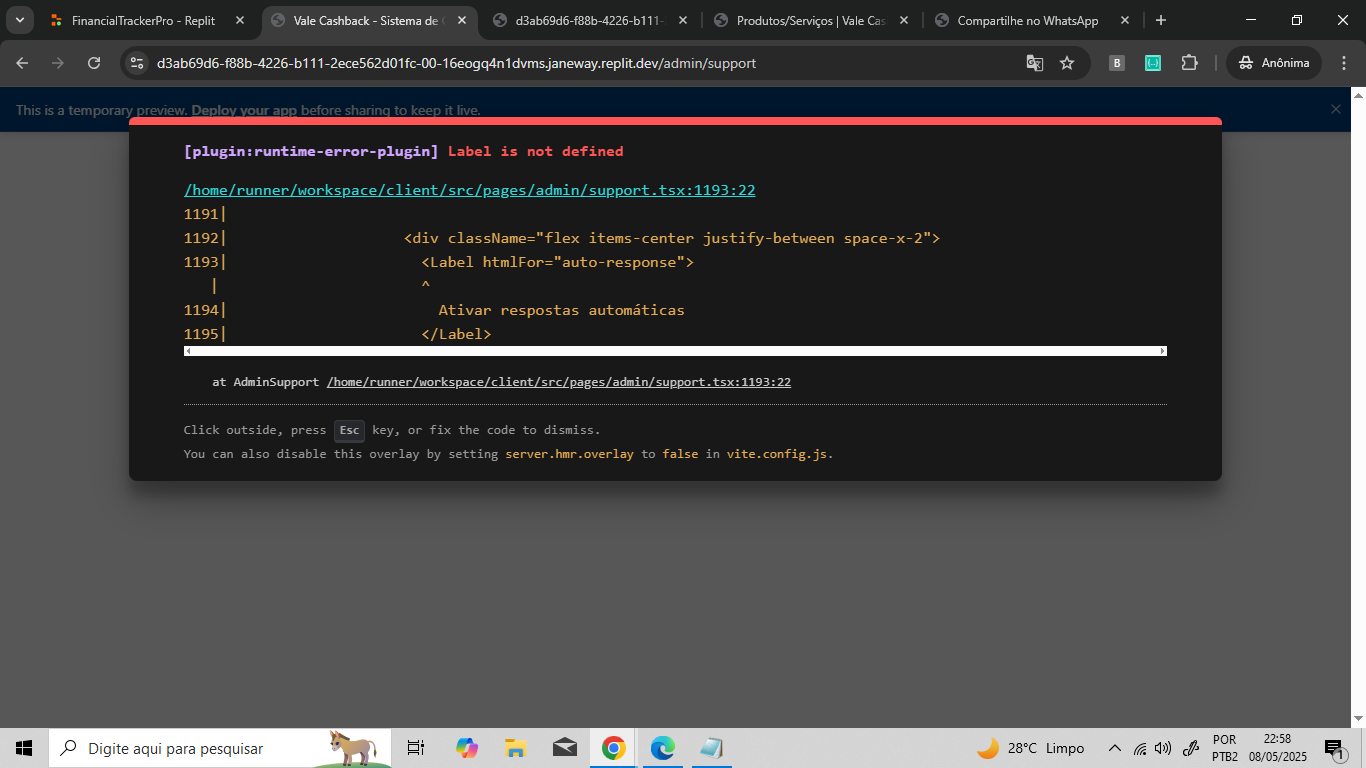 FinancialTrackerPro - Replit
Vale Cashback - Sistema de
d3ab69d6-f88b-4226-b111-
Produtos/Serviços | Vale Cas
Compartilhe no WhatsApp
d3ab69d6-f88b-4226-b111-2ece562d01fc-00-16eogq4n1dvms.janeway.replit.dev/admin/support
B
Anônima
This is a temporary preview. Deploy your app before sharing to keep it live.
[plugin:runtime-error-plugin] Label is not defined
/home/runner/workspace/client/src/pages/admin/support.tsx:1193:22
1191|
1192|                    <div className="flex items-center justify-between space-x-2">
1193|                      <Label htmlFor="auto-response">
|                      ^
1194|                        Ativar respostas automáticas
1195|                      </Label>
at AdminSupport /home/runner/workspace/client/src/pages/admin/support.tsx:1193:22
Click outside, press Esc key, or fix the code to dismiss.
You can also disable this overlay by setting server.hmr.overlay to false in vite.config.js.
Digite aqui para pesquisar
28°C Limpo
POR
PTB2
22:58
08/05/2025
1